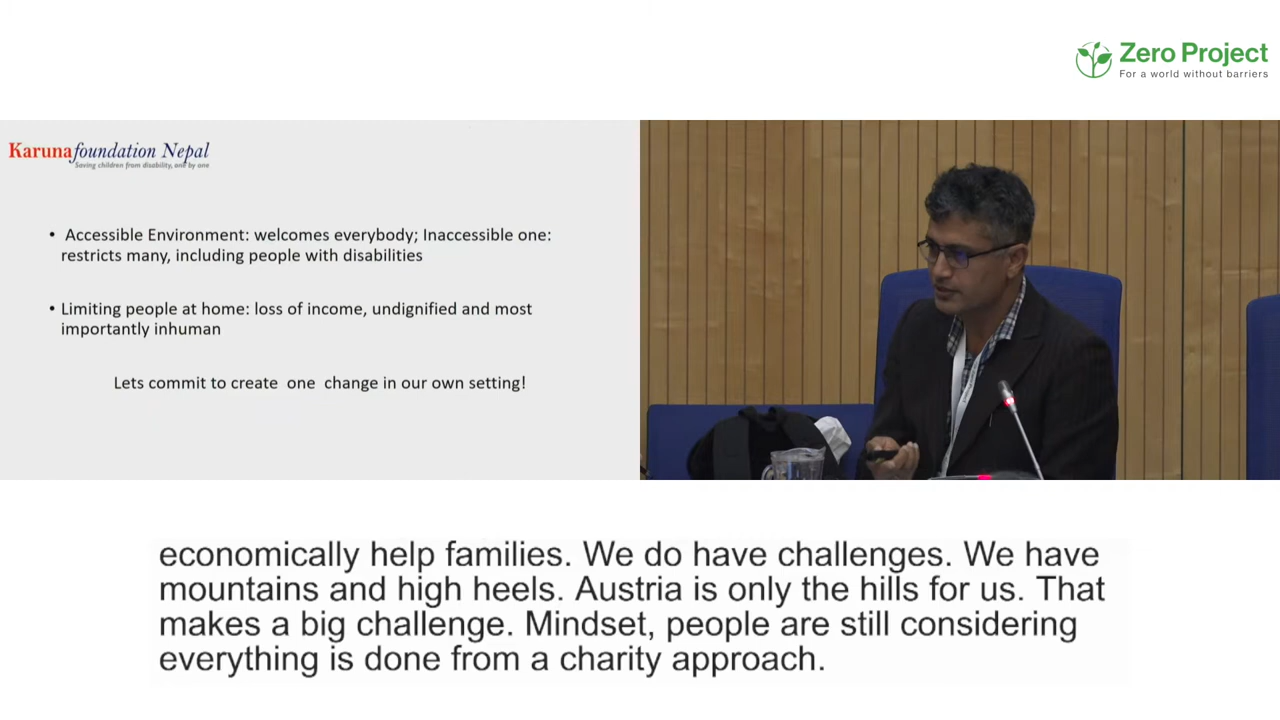 Zero Project
For a world without barriers
Karunafoundation Nepal
Saving children from disability, one by one
• Accessible Environment: welcomes everybody; Inaccessible one:
restricts many, including people with disabilities
• Limiting people at home: loss of income, undignified and most
importantly inhuman
Lets commit to create one change in our own setting!
economically help families. We do have challenges. We have
mountains and high heels. Austria is only the hills for us. That
makes a big challenge. Mindset, people are still considering
everything is done from a charity approach.